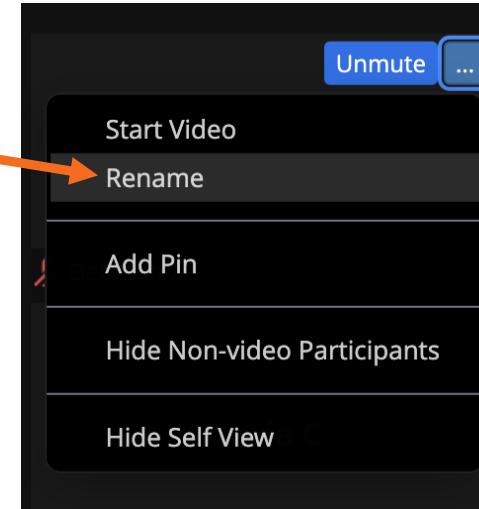 Unmute ...
Start Video
Rename
Add Pin
Hide Non-video Participants
Hide Self View